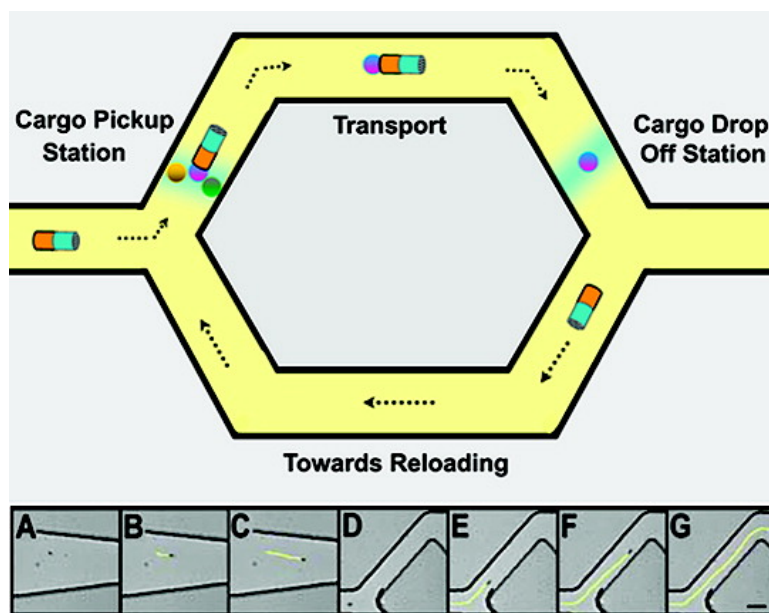 Cargo Pickup
Station
Transport
Cargo Drop
Off Station
Towards Reloading
A B C D E F G